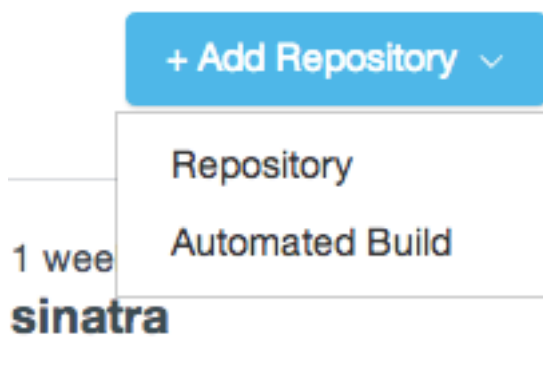 + Add Repository
Repository
Automated Build
1 wee
sinatra